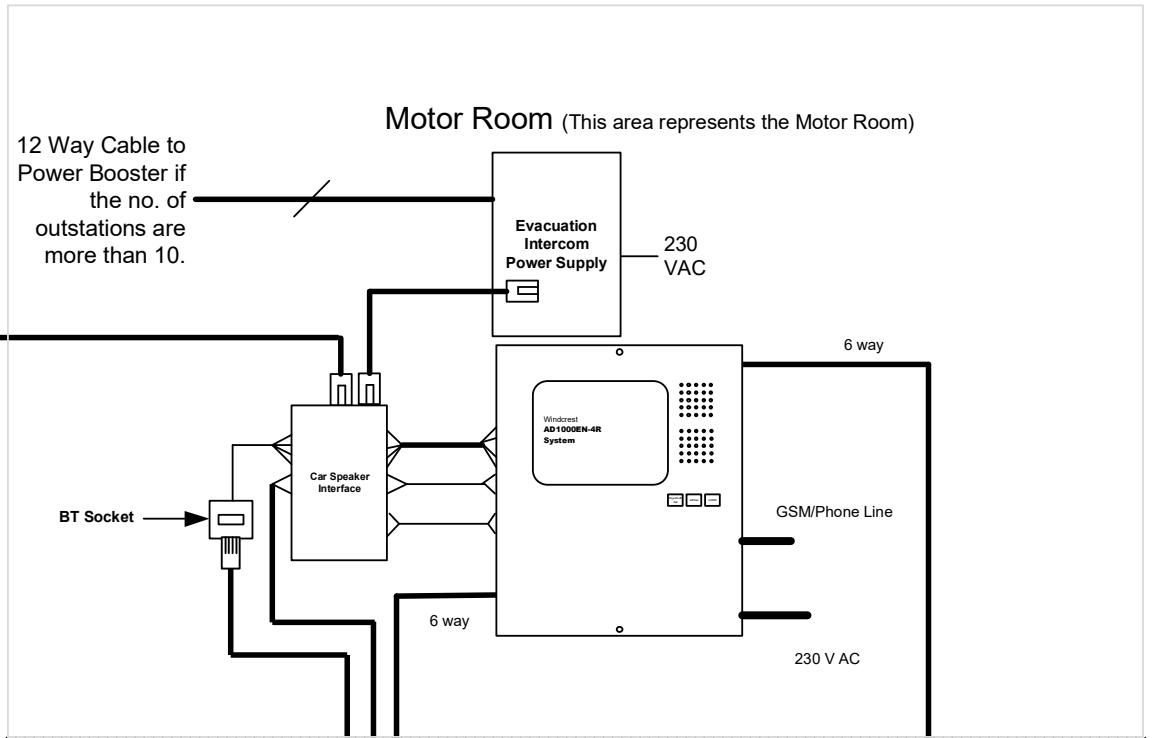 Motor Room (This area represents the Motor Room)
12 Way Cable to
Power Booster if
the no. of
outstations are
more than 10.
Evacuation
Intercom
Power Supply
230
VAC
6 way
Windcrest
AD1000EN-4R
System
Car Speaker
Interface
BT Socket
GSM/Phone Line
6 way
230 V AC